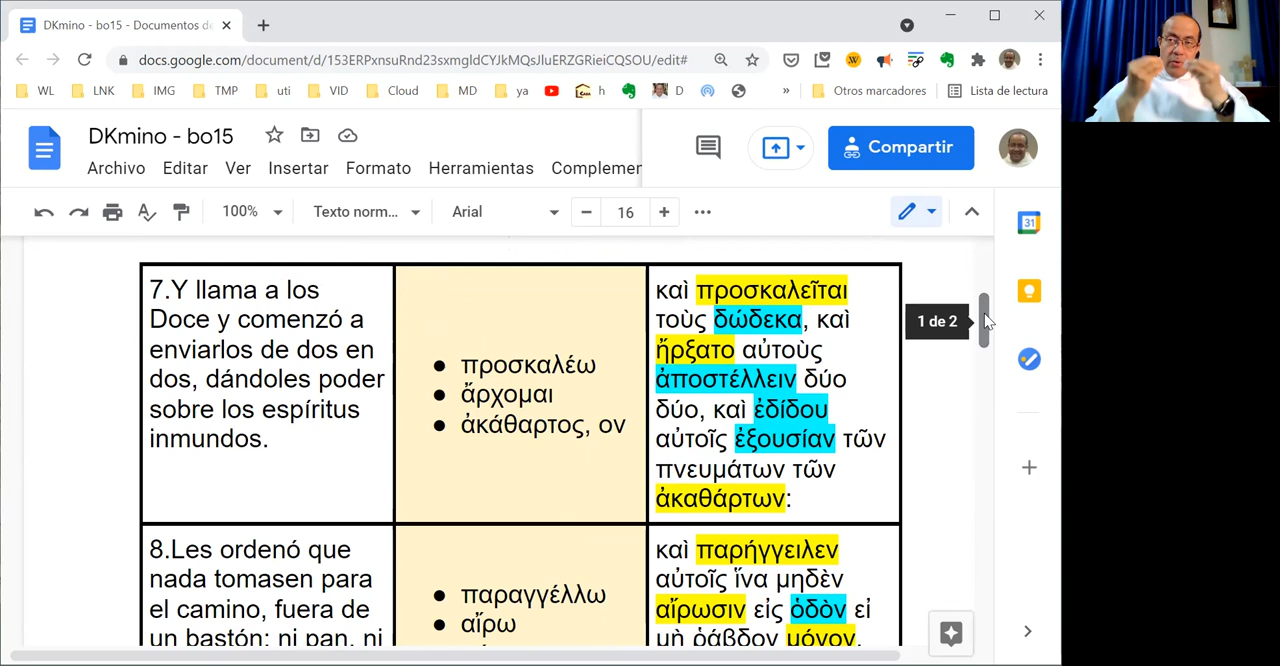 DKmino - bo15 - Documentos de
docs.google.com/document/d/153ERPxnsuRnd23sxmgldCYJkMQsJluERZGRieiCQSOU/edit#
WL LNK IMG TMP uti VID Cloud MD ya h D » Otros marcadores Lista de lectura
DKmino - bo15
Compartir
Archivo Editar Ver Insertar Formato Herramientas Complemen
100% Texto norm... Arial 16
31
7.Y llama a los
Doce y comenzó a
enviarlos de dos en
dos, dándoles poder
sobre los espíritus
inmundos.
● προσκαλέω
● ἄρχομαι
● ἀκάθαρτος, ον
καὶ προσκαλεῖται
τοὺς δώδεκα, καὶ
ἤρξατο αὐτοὺς
ἀποστέλλειν δύο
δύο, καὶ ἐδίδου
αὐτοῖς ἐξουσίαν τῶν
πνευμάτων τῶν
ἀκαθάρτων:
1 de 2
8.Les ordenó que
nada tomasen para
el camino, fuera de
un bastón: ni pan, ni
● παραγγέλλω
● αἴρω
καὶ παρήγγειλεν
αὐτοῖς ἵνα μηδὲν
αἴρωσιν εἰς ὁδὸν εἰ
μὴ ῥάβδον μόνον,